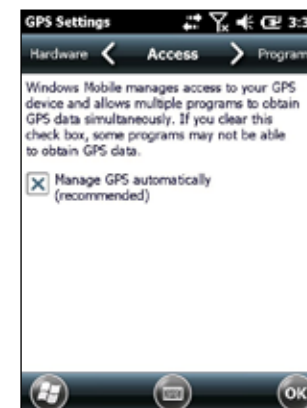 GPS Settings
Hardware Access Program
Windows Mobile manages access to your GPS
device and allows multiple programs to obtain
GPS data simultaneously. If you clear this
check box, some programs may not be able
to obtain GPS data.
Manage GPS automatically
(recommended)
OK